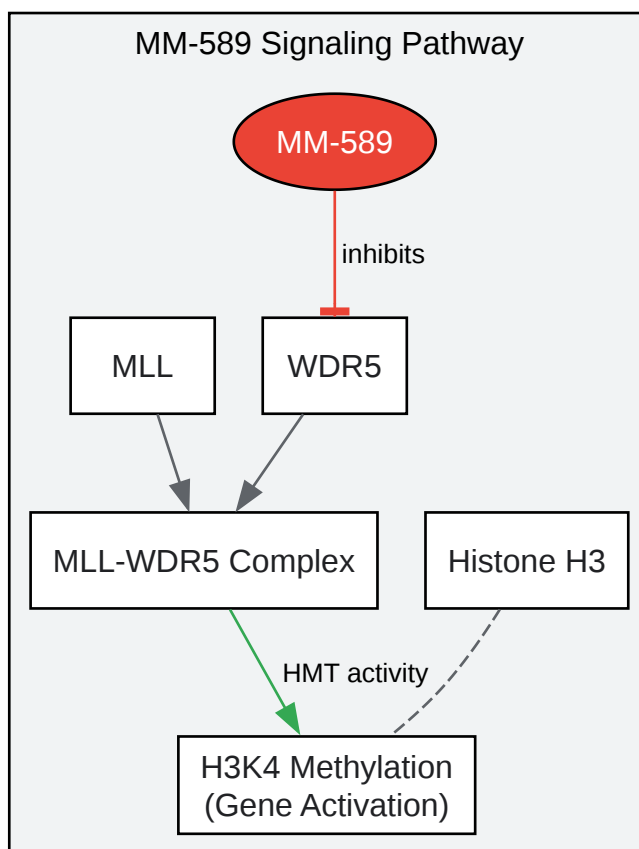 MM-589 Signaling Pathway
MM-589
inhibits
MLL
WDR5
MLL-WDR5 Complex
Histone H3
HMT activity
H3K4 Methylation
(Gene Activation)